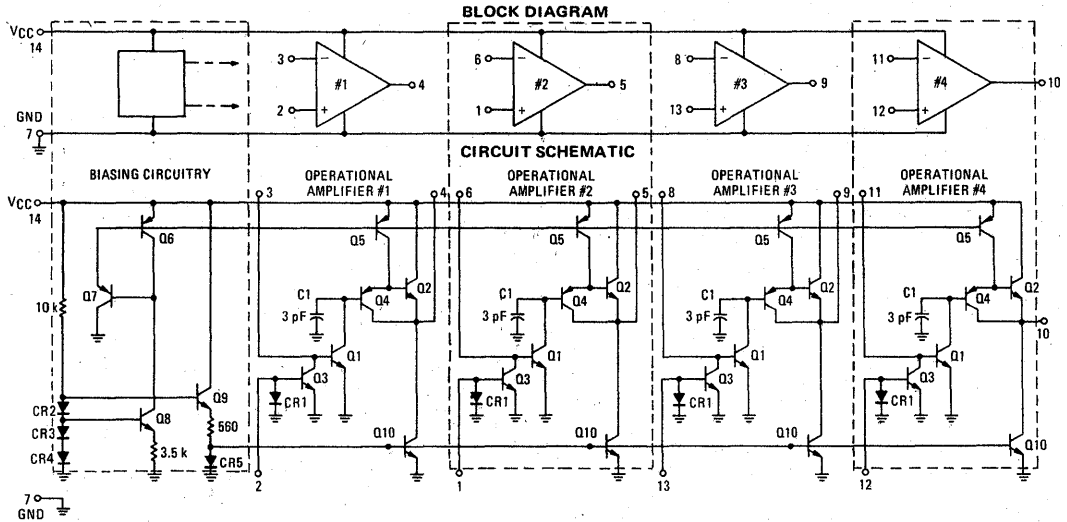 BLOCK DIAGRAM
VCC
14
3 − #1 4
2 +
6 − #2 5
1 +
8 − #3 9
13 +
11 − #4 10
12 +
GND
7
CIRCUIT SCHEMATIC
BIASING CIRCUITRY
OPERATIONAL
AMPLIFIER #1
OPERATIONAL
AMPLIFIER #2
OPERATIONAL
AMPLIFIER #3
OPERATIONAL
AMPLIFIER #4
3 4 6 5 8 9 11
VCC
14
Q6 Q5 Q5 Q5 Q5
Q7
10 k
C1 Q4 Q2
3 pF
C1 Q4 Q2
3 pF
C1 Q4 Q2
3 pF
C1 Q4 Q2
3 pF
10
Q1 Q1 Q1 Q1
Q3 Q3 Q3 Q3
CR1 CR1 CR1 CR1
CR2 Q8 Q9
CR3 560
CR4 3.5 k CR5
Q10 Q10 Q10 Q10
2 1 13 12
7
GND